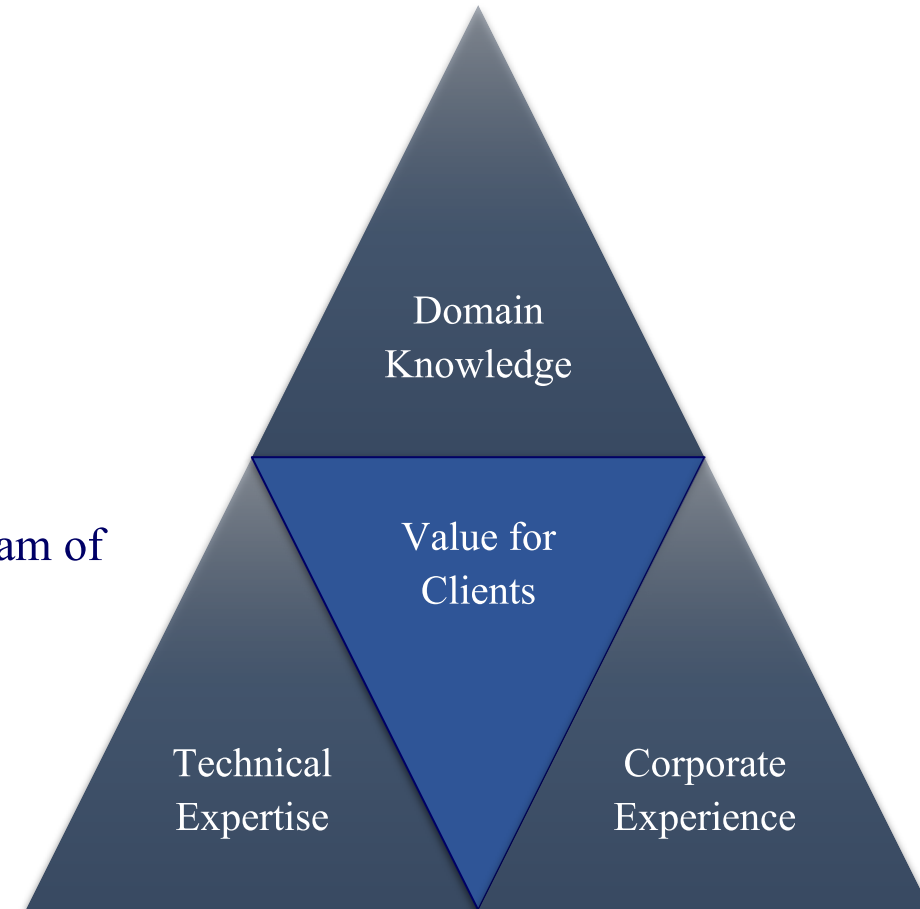 Domain
Knowledge
am of
Value for
Clients
Technical
Expertise
Corporate
Experience